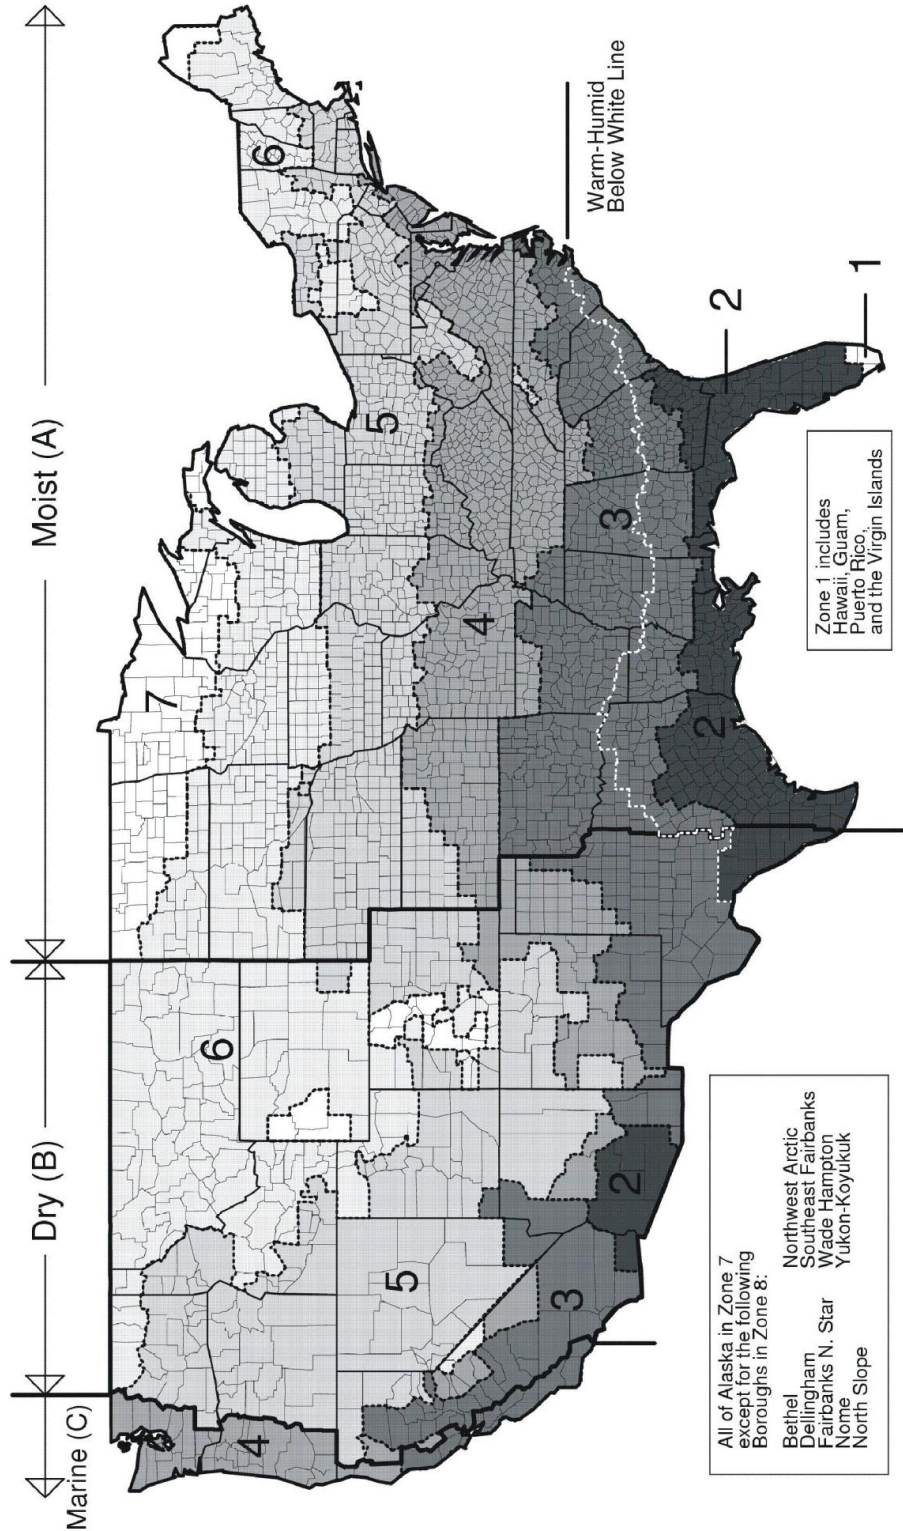 Marine (C)
Dry (B)
Moist (A)
7
6
6
5
5
4
4
3
3
2
2
2
1
Warm-Humid
Below White Line
All of Alaska in Zone 7
except for the following
Boroughs in Zone 8:
Bethel
Dellingham
Fairbanks N. Star
Nome
North Slope
Northwest Arctic
Southeast Fairbanks
Wade Hampton
Yukon-Koyukuk
Zone 1 includes
Hawaii, Guam,
Puerto Rico,
and the Virgin Islands